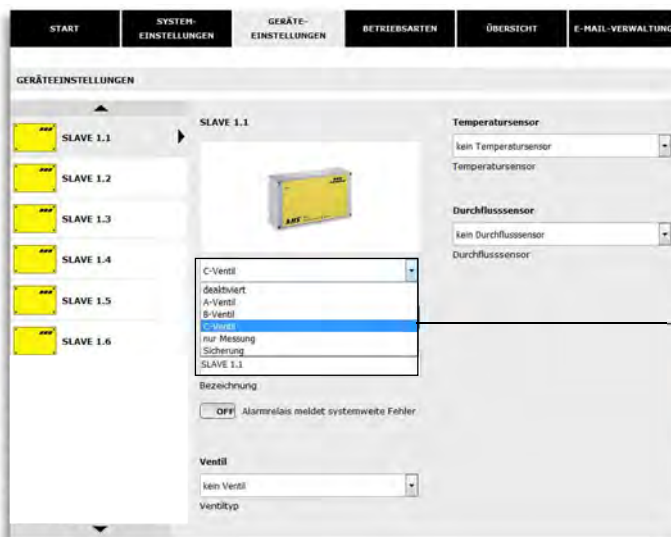 START
SYSTEM-
EINSTELLUNGEN
GERÄTE-
EINSTELLUNGEN
BETRIEBSARTEN
ÜBERSICHT
E-MAIL-VERWALTUNG
GERÄTEEINSTELLUNGEN
SLAVE 1.1
SLAVE 1.2
SLAVE 1.3
SLAVE 1.4
SLAVE 1.5
SLAVE 1.6
SLAVE 1.1
C-Ventil
deaktiviert
A-Ventil
B-Ventil
C-Ventil
nur Messung
Sicherung
SLAVE 1.1
Bezeichnung
OFF Alarmrelais meldet systemweite Fehler
Ventil
kein Ventil
Ventiltyp
Temperatursensor
kein Temperatursensor
Temperatursensor
Durchflusssensor
kein Durchflusssensor
Durchflusssensor